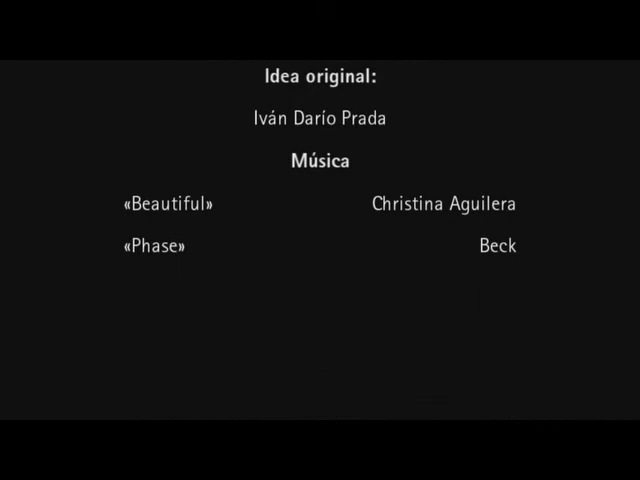 Idea original:
Iván Darío Prada
Música
«Beautiful» Christina Aguilera
«Phase» Beck